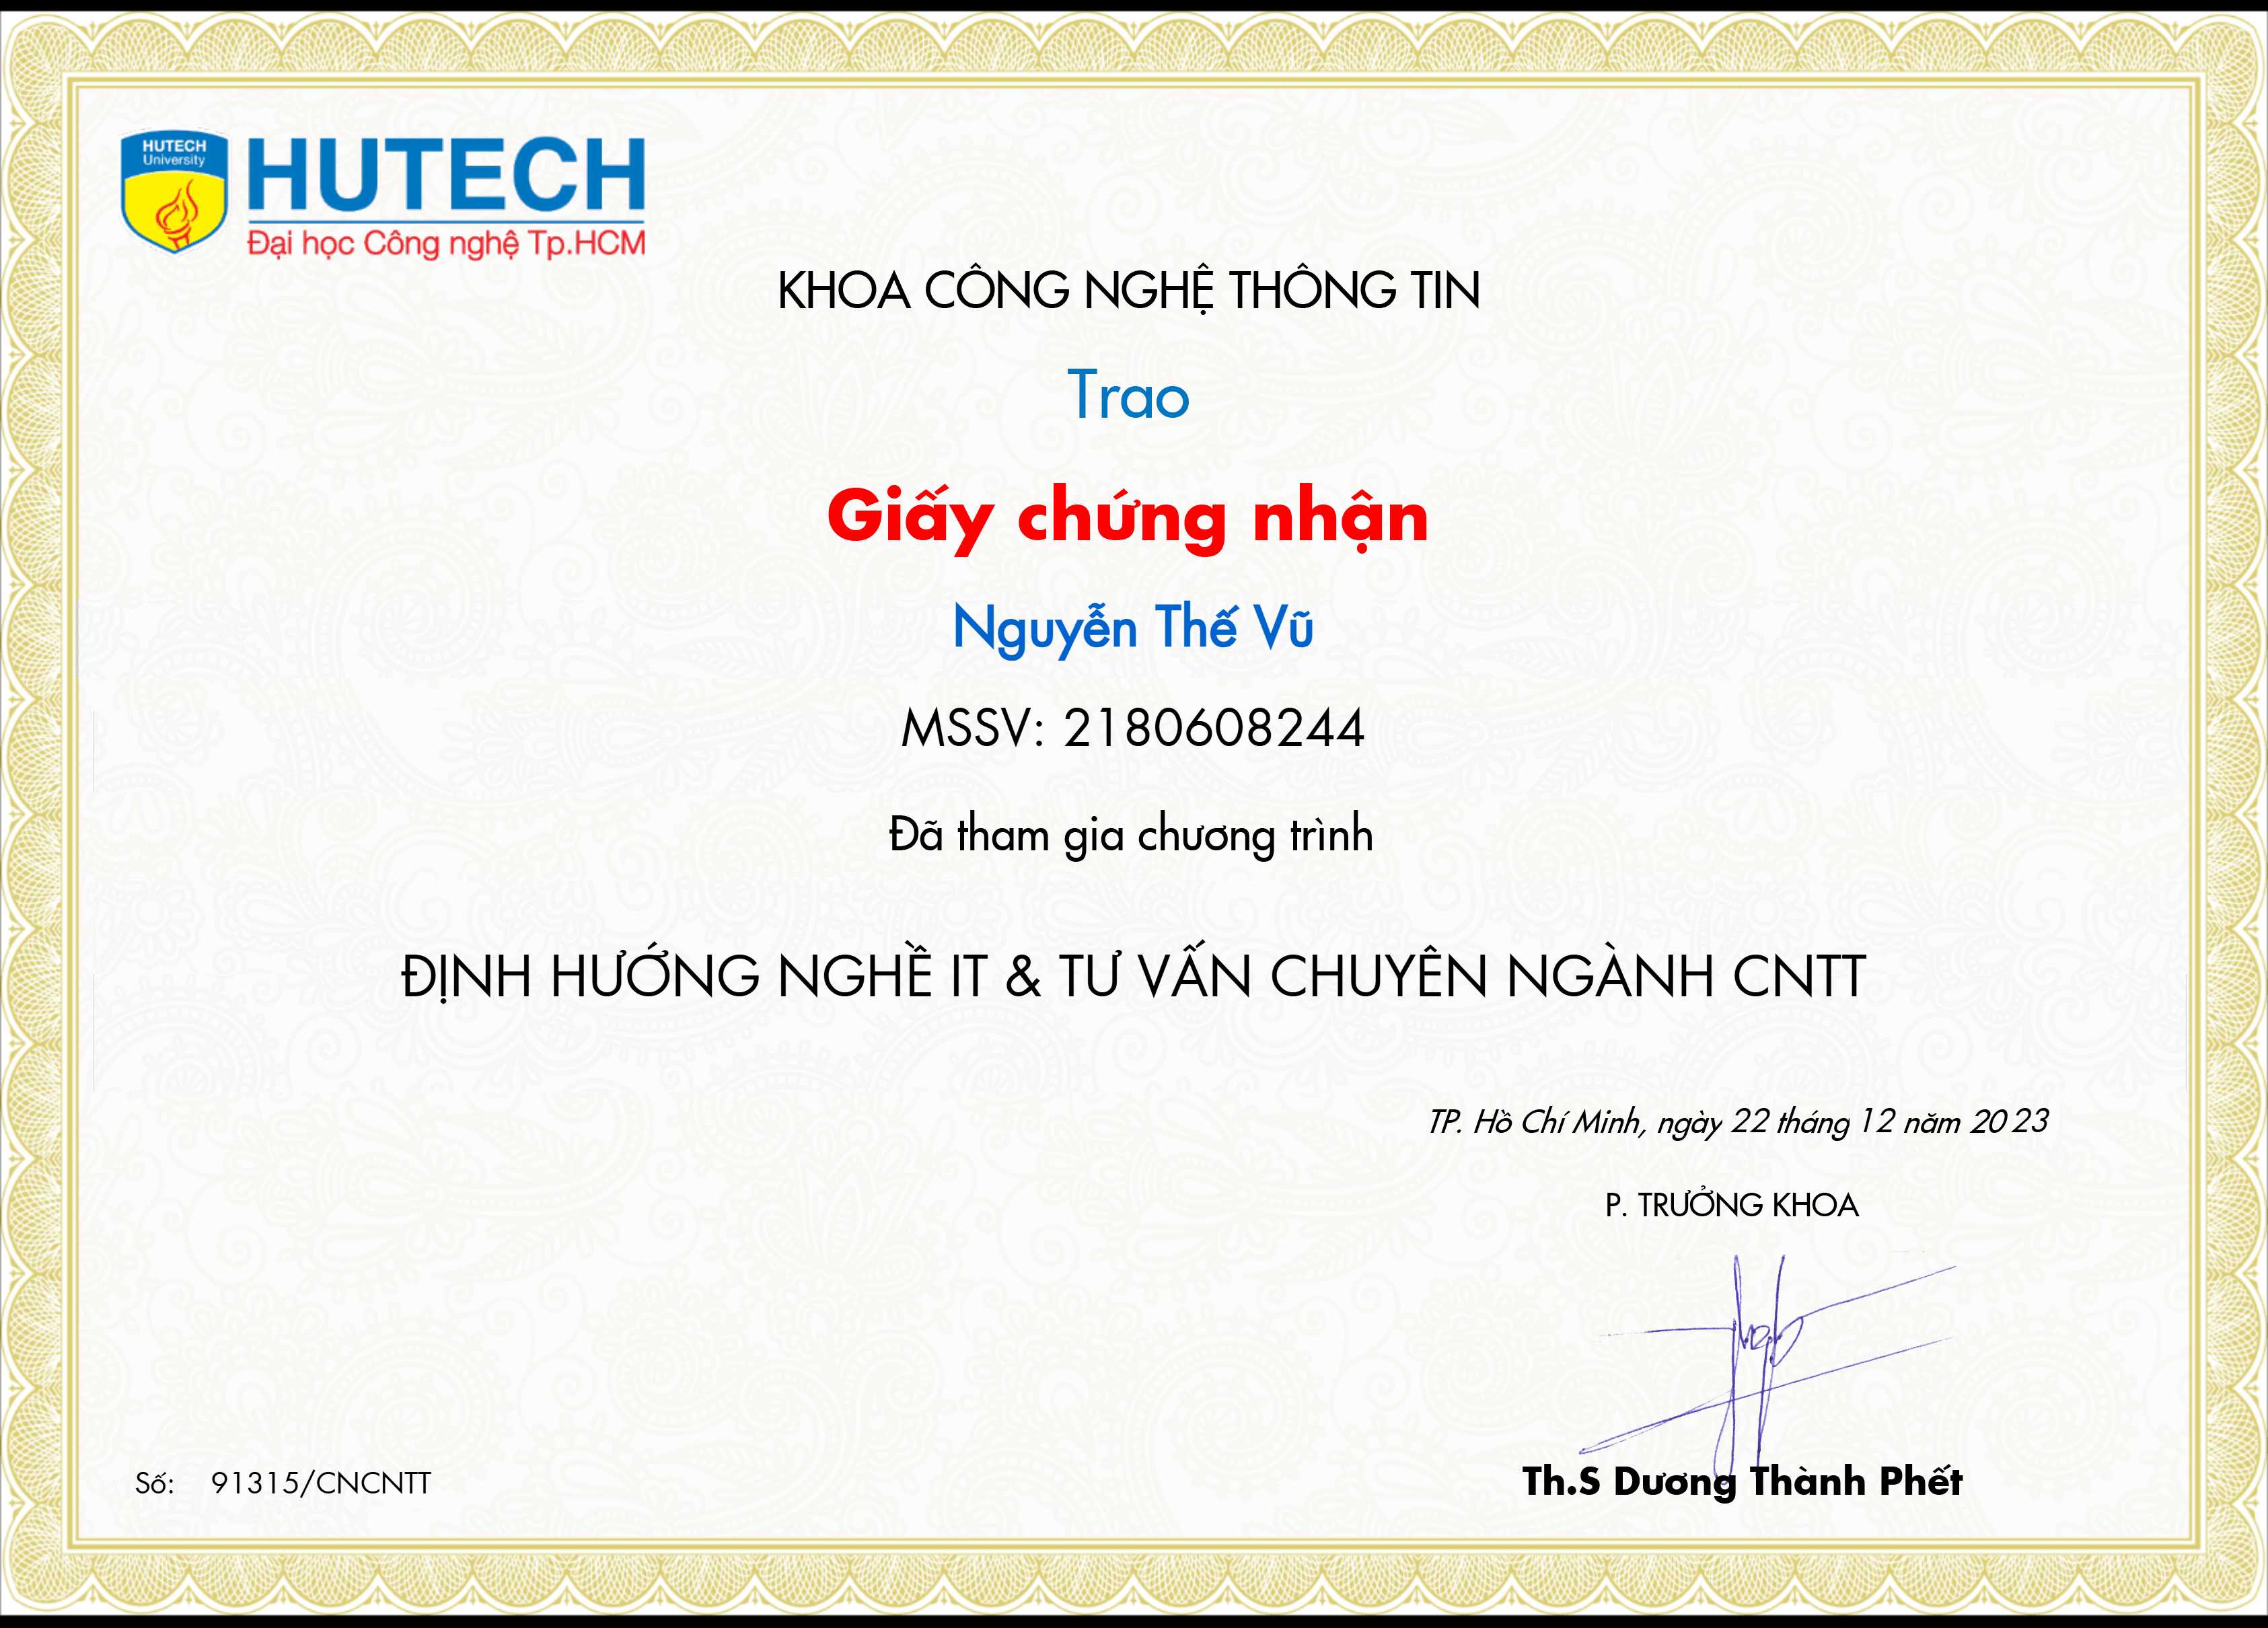 HUTECH
University
HUTECH
Đại học Công nghệ Tp.HCM
KHOA CÔNG NGHỆ THÔNG TIN
Trao
Giấy chứng nhận
Nguyễn Thế Vũ
MSSV: 2180608244
Đã tham gia chương trình
ĐỊNH HƯỚNG NGHỀ IT & TƯ VẤN CHUYÊN NGÀNH CNTT
TP. Hồ Chí Minh, ngày 22 tháng 12 năm 2023
P. TRƯỞNG KHOA
Th.S Dương Thành Phết
Số: 91315/CNCNTT